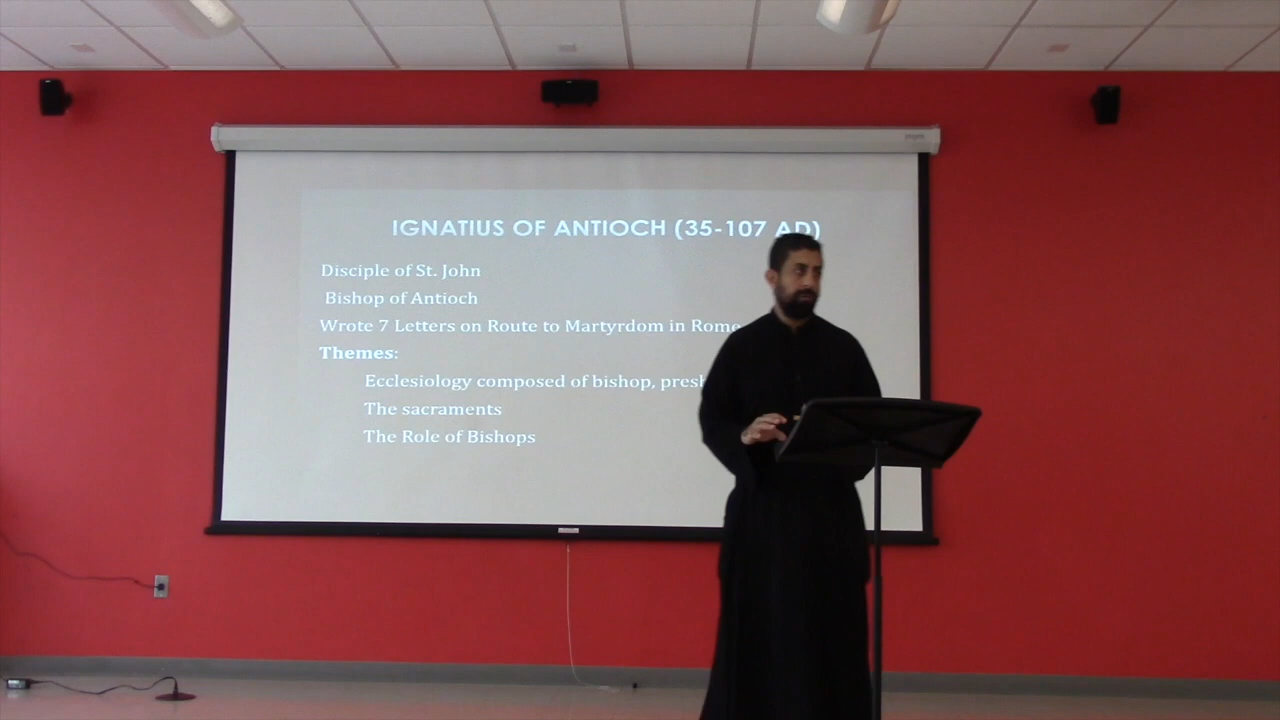 IGNATIUS OF ANTIOCH (35-107 AD)
Disciple of St. John
Bishop of Antioch
Wrote 7 Letters on Route to Martyrdom in Rome
Themes:
Ecclesiology composed of bishop,
The sacraments
The Role of Bishops